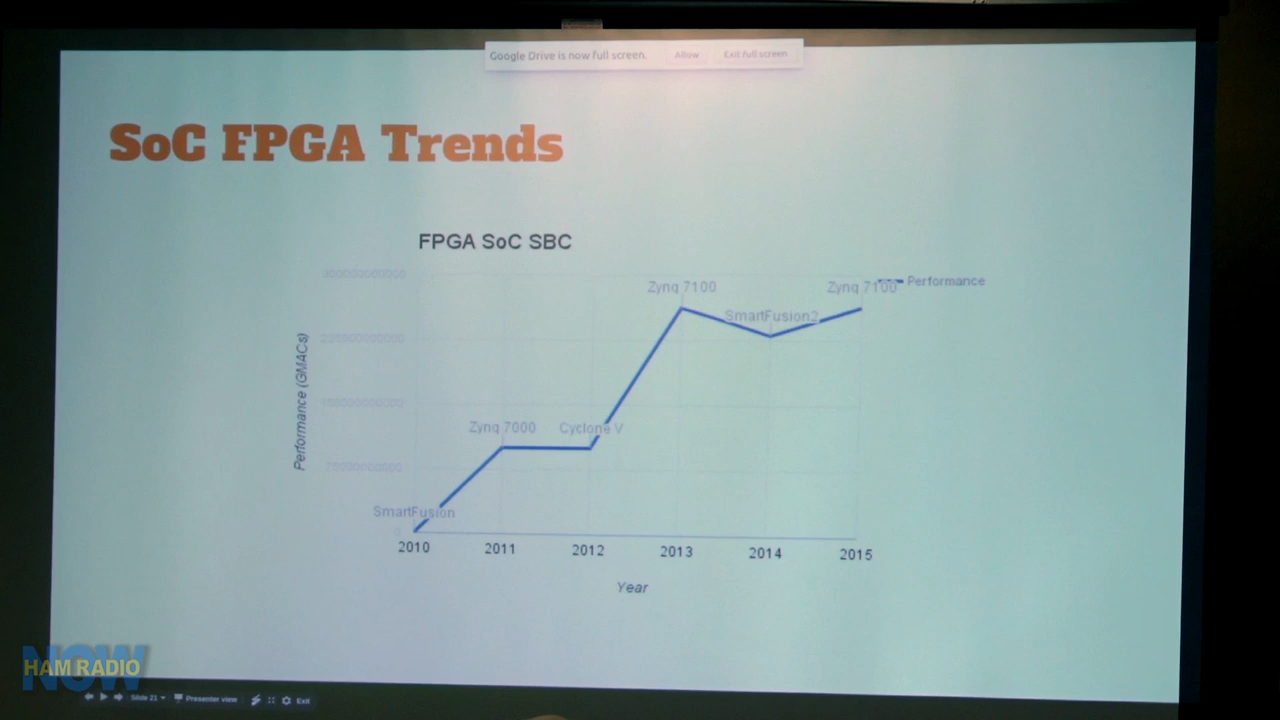 Google Drive is now full screen. Allow Exit full screen
SoC FPGA Trends
FPGA SoC SBC
Zynq 7100
Zynq 7100
Performance
SmartFusion2
Performance (GMACs)
Zynq 7000
Cyclone V
SmartFusion
0
2010 2011 2012 2013 2014 2015
Year
NOW
HAM RADIO
Slide 21 Presenter view Exit